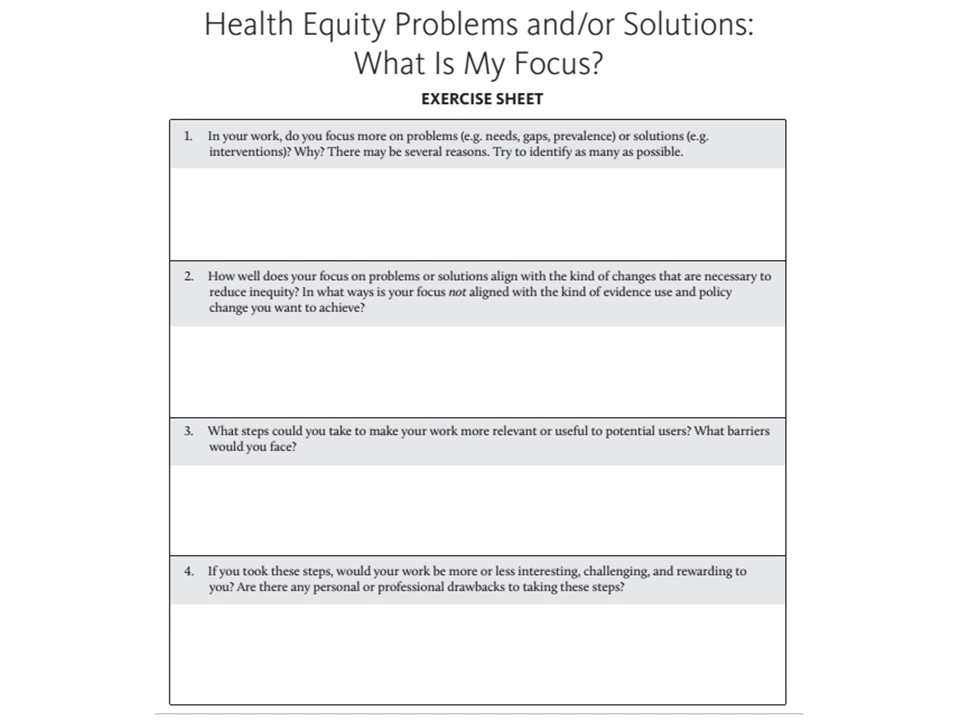 Health Equity Problems and/or Solutions:
What Is My Focus?
EXERCISE SHEET
1. In your work, do you focus more on problems (e.g. needs, gaps, prevalence) or solutions (e.g.
interventions)? Why? There may be several reasons. Try to identify as many as possible.
2. How well does your focus on problems or solutions align with the kind of changes that are necessary to
reduce inequity? In what ways is your focus not aligned with the kind of evidence use and policy
change you want to achieve?
3. What steps could you take to make your work more relevant or useful to potential users? What barriers
would you face?
4. If you took these steps, would your work be more or less interesting, challenging, and rewarding to
you? Are there any personal or professional drawbacks to taking these steps?